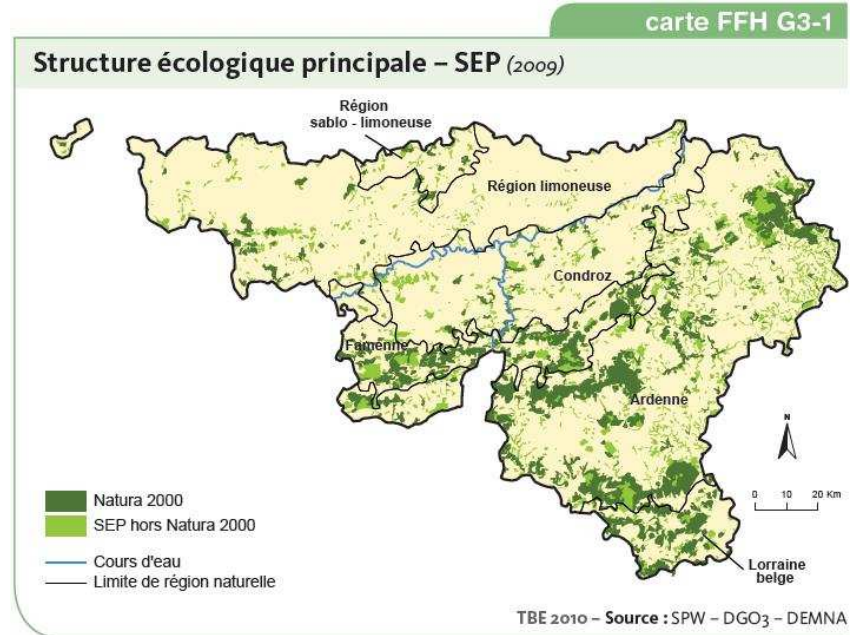 carte FFH G3-1
Structure écologique principale – SEP (2009)
Région
sablo - limoneuse
Région limoneuse
Condroz
Famenne
Ardenne
N
0 10 20 Km
Natura 2000
SEP hors Natura 2000
Cours d'eau
Limite de région naturelle
Lorraine
belge
TBE 2010 – Source : SPW – DGO3 – DEMNA